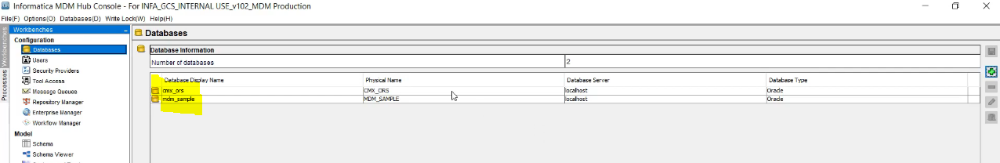 Informatica MDM Hub Console - For INFA_GCS_INTERNAL USE_v102_MDM Production
File(F) Options(O) Databases(D) Write Lock(W) Help(H)
Workbenches
Processes
Workbenches
Configuration
Databases
Users
Security Providers
Tool Access
Message Queues
Repository Manager
Enterprise Manager
Workflow Manager
Model
Schema
Schema Viewer
Databases
Database Information
Number of databases 2
Database Display Name Physical Name Database Server Database Type
cmx_ors CMX_ORS localhost Oracle
mdm_sample MDM_SAMPLE localhost Oracle